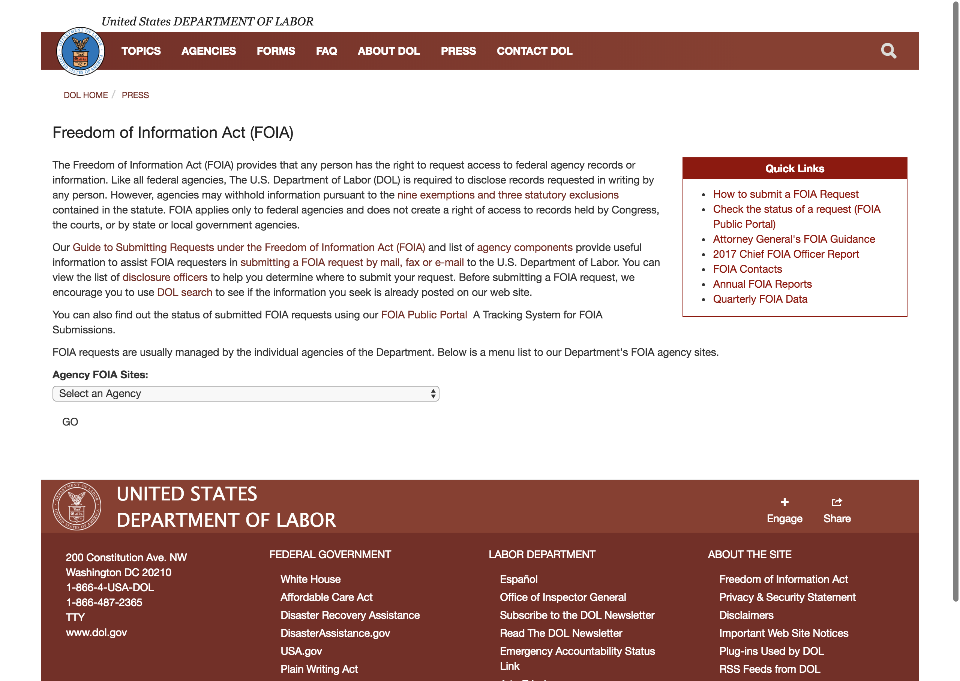 United States DEPARTMENT OF LABOR
TOPICS AGENCIES FORMS FAQ ABOUT DOL PRESS CONTACT DOL
DOL HOME / PRESS
Freedom of Information Act (FOIA)
The Freedom of Information Act (FOIA) provides that any person has the right to request access to federal agency records or
information. Like all federal agencies, The U.S. Department of Labor (DOL) is required to disclose records requested in writing by
any person. However, agencies may withhold information pursuant to the nine exemptions and three statutory exclusions
contained in the statute. FOIA applies only to federal agencies and does not create a right of access to records held by Congress,
the courts, or by state or local government agencies.
Our Guide to Submitting Requests under the Freedom of Information Act (FOIA) and list of agency components provide useful
information to assist FOIA requesters in submitting a FOIA request by mail, fax or e-mail to the U.S. Department of Labor. You can
view the list of disclosure officers to help you determine where to submit your request. Before submitting a FOIA request, we
encourage you to use DOL search to see if the information you seek is already posted on our web site.
You can also find out the status of submitted FOIA requests using our FOIA Public Portal A Tracking System for FOIA
Submissions.
FOIA requests are usually managed by the individual agencies of the Department. Below is a menu list to our Department's FOIA agency sites.
Agency FOIA Sites:
Select an Agency
GO
Quick Links
• How to submit a FOIA Request
• Check the status of a request (FOIA
Public Portal)
• Attorney General's FOIA Guidance
• 2017 Chief FOIA Officer Report
• FOIA Contacts
• Annual FOIA Reports
• Quarterly FOIA Data
UNITED STATES
DEPARTMENT OF LABOR
Engage
Share
200 Constitution Ave. NW
Washington DC 20210
1-866-4-USA-DOL
1-866-487-2365
TTY
www.dol.gov
FEDERAL GOVERNMENT
White House
Affordable Care Act
Disaster Recovery Assistance
DisasterAssistance.gov
USA.gov
Plain Writing Act
LABOR DEPARTMENT
Español
Office of Inspector General
Subscribe to the DOL Newsletter
Read The DOL Newsletter
Emergency Accountability Status
Link
ABOUT THE SITE
Freedom of Information Act
Privacy & Security Statement
Disclaimers
Important Web Site Notices
Plug-ins Used by DOL
RSS Feeds from DOL